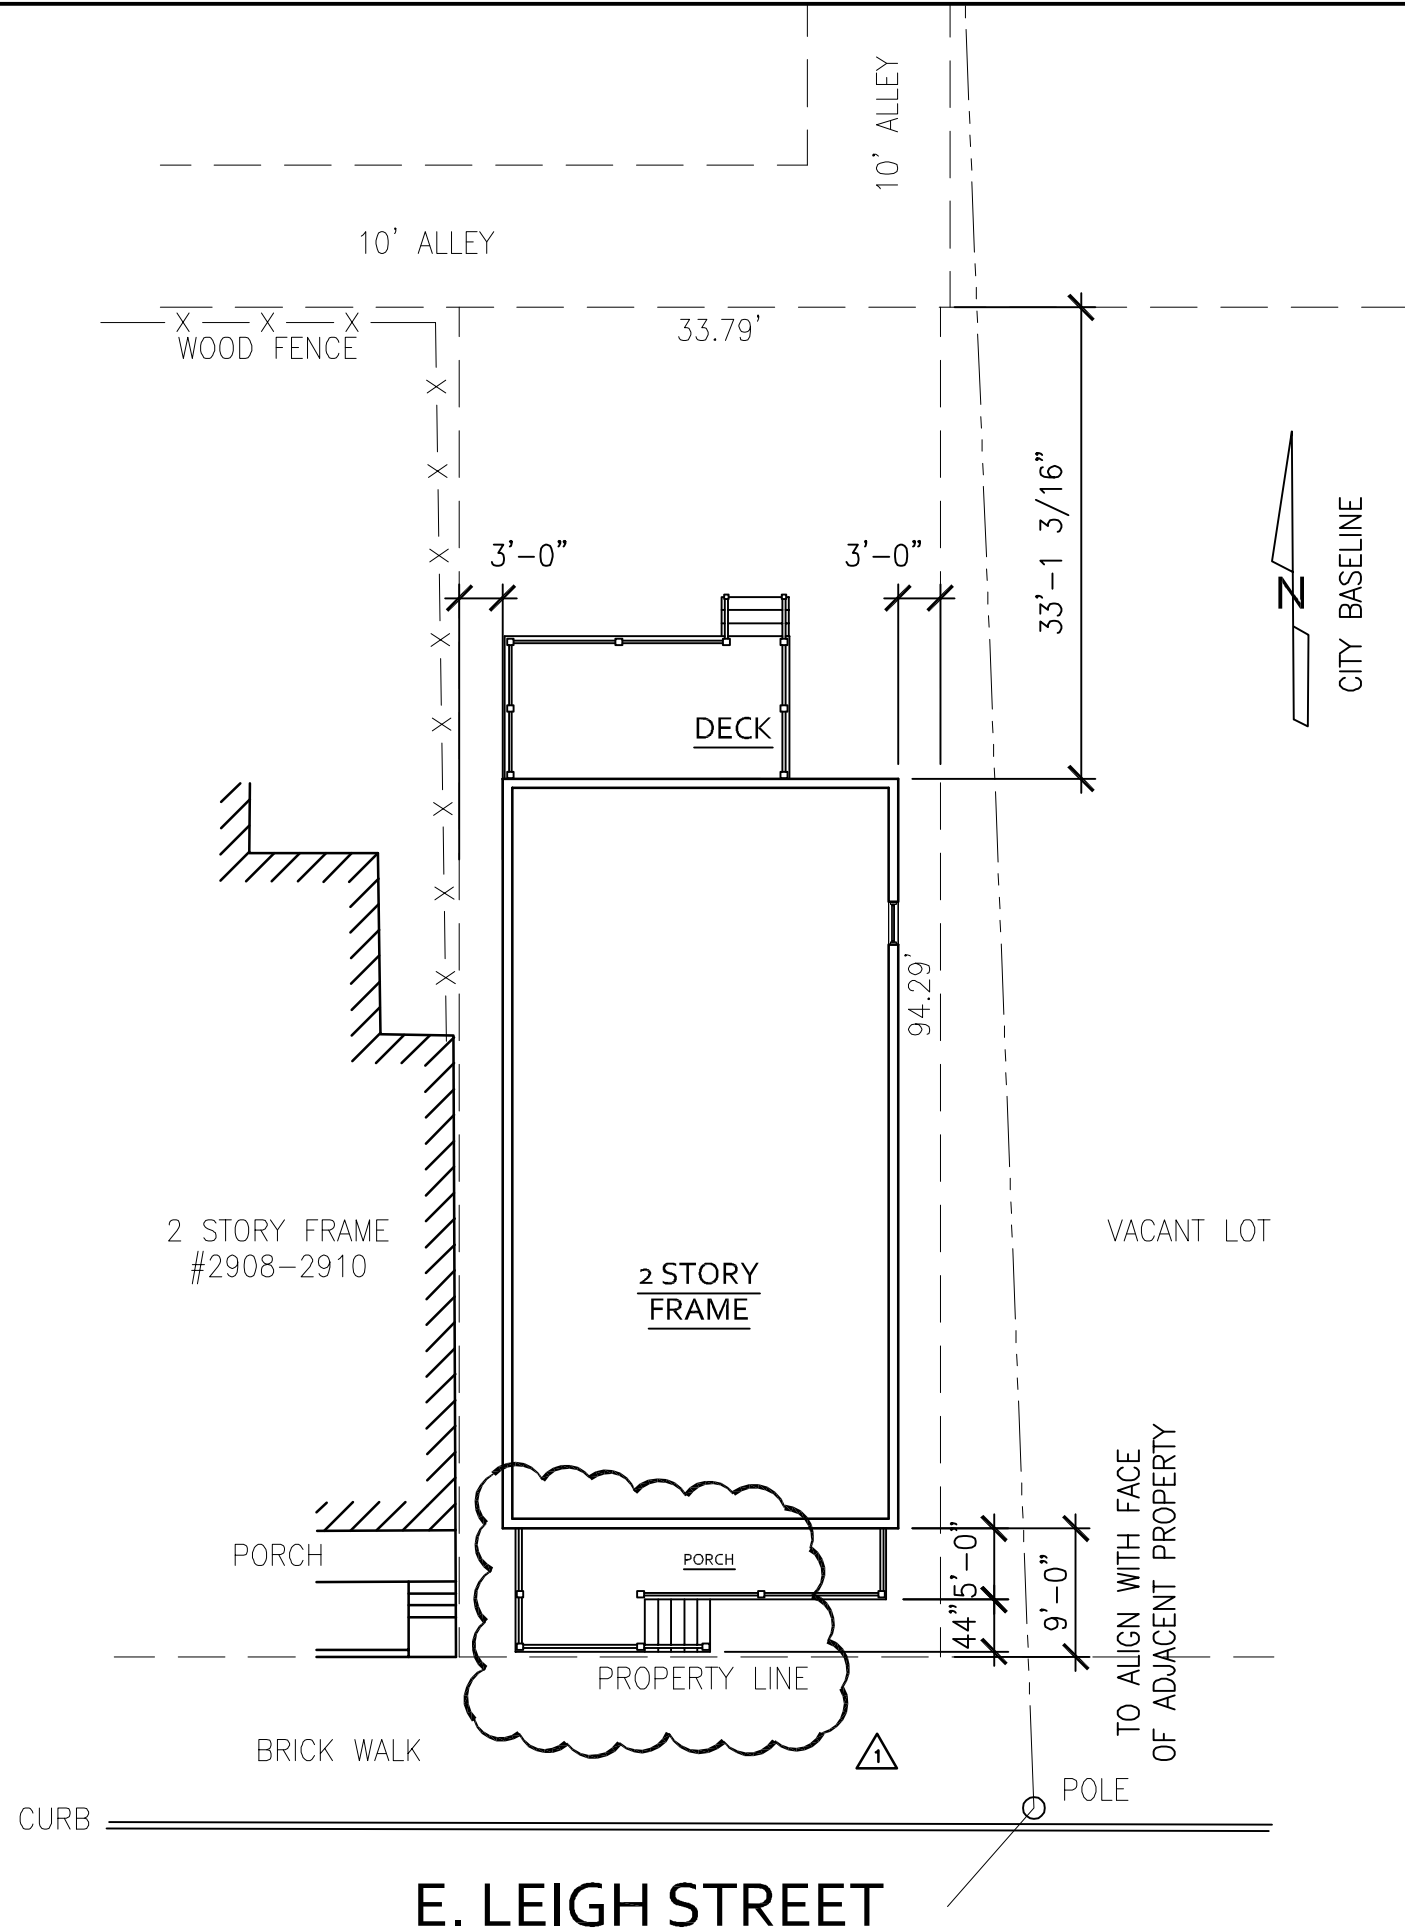 10' ALLEY
10' ALLEY
33.79'
X X X
WOOD FENCE
X
X
X
X
X
X
X
X
3'-0"
3'-0"
33'-1 3/16"
N
CITY BASELINE
DECK
94.29'
2 STORY FRAME
#2908-2910
VACANT LOT
2 STORY
FRAME
PORCH
PORCH
5'-0"
44"
9'-0"
TO ALIGN WITH FACE
OF ADJACENT PROPERTY
PROPERTY LINE
BRICK WALK
1
POLE
CURB
E. LEIGH STREET